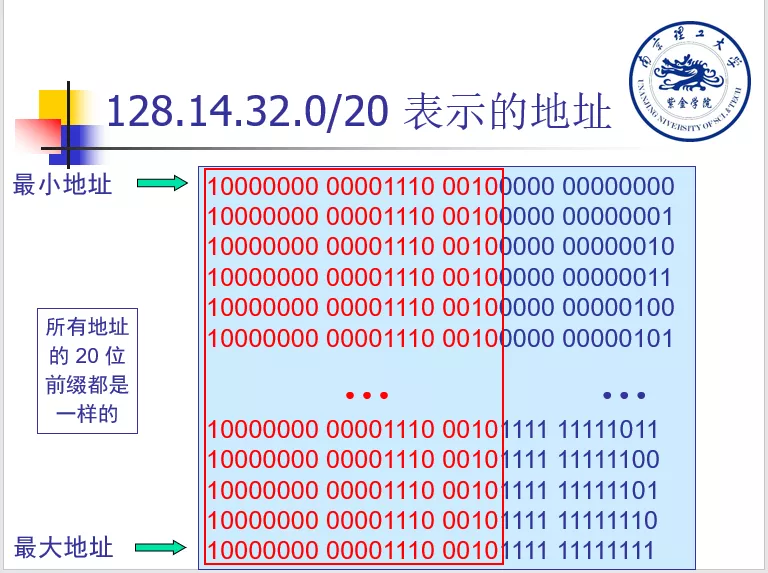 南京理工大学
紫金学院
UNANJING NIVERSITY OF SCI.& TECH
128.14.32.0/20 表示的地址
最小地址
10000000 00001110 00100000 00000000
10000000 00001110 00100000 00000001
10000000 00001110 00100000 00000010
10000000 00001110 00100000 00000011
10000000 00001110 00100000 00000100
10000000 00001110 00100000 00000101
所有地址
的 20 位
前缀都是
一样的
••• •••
10000000 00001110 00101111 11111011
10000000 00001110 00101111 11111100
10000000 00001110 00101111 11111101
10000000 00001110 00101111 11111110
最大地址
10000000 00001110 00101111 11111111